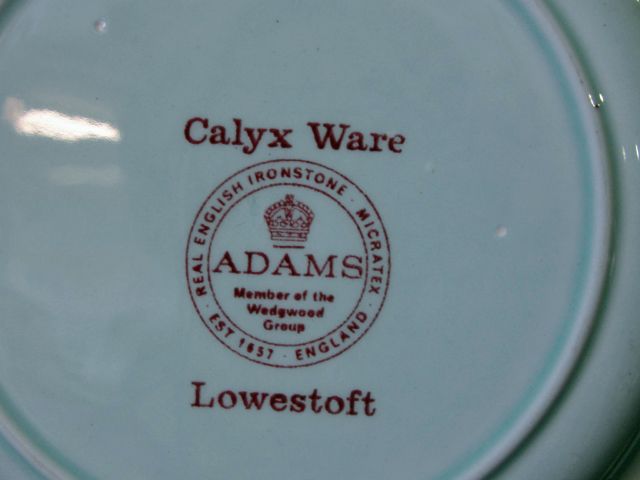 Calyx Ware
REAL ENGLISH IRONSTONE · MICRATEX · ENGLAND · EST 1657 ·
ADAMS
Member of the
Wedgwood
Group
Lowestoft